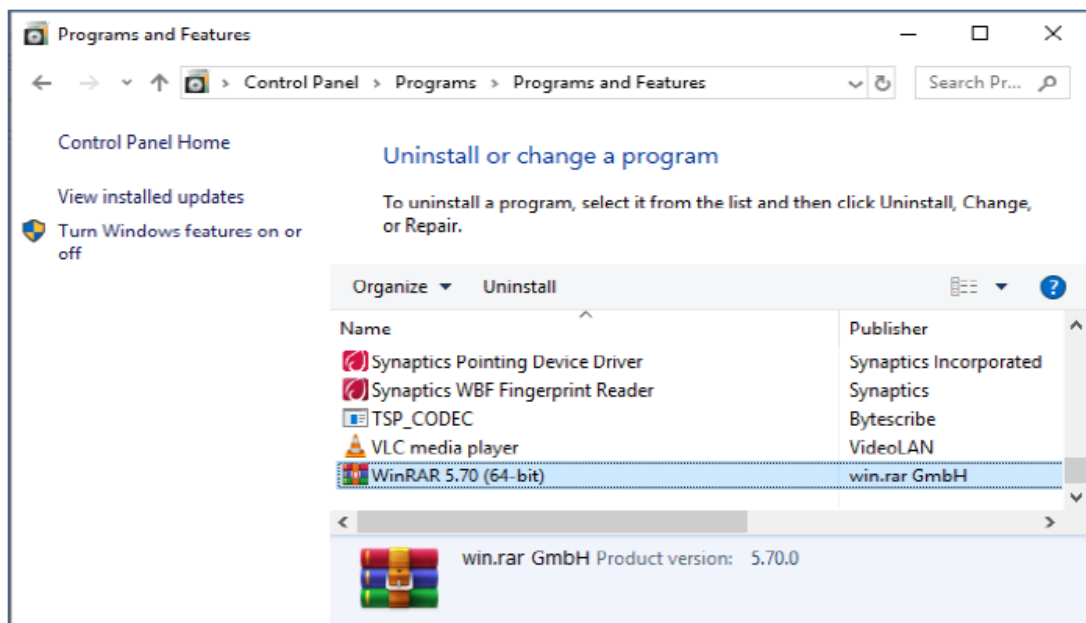 Programs and Features
Control Panel > Programs > Programs and Features
Search Pr...
Control Panel Home
View installed updates
Turn Windows features on or
off
Uninstall or change a program
To uninstall a program, select it from the list and then click Uninstall, Change,
or Repair.
Organize Uninstall
?
Name Publisher
Synaptics Pointing Device Driver Synaptics Incorporated
Synaptics WBF Fingerprint Reader Synaptics
TSP_CODEC Bytescribe
VLC media player VideoLAN
WinRAR 5.70 (64-bit) win.rar GmbH
win.rar GmbH Product version: 5.70.0